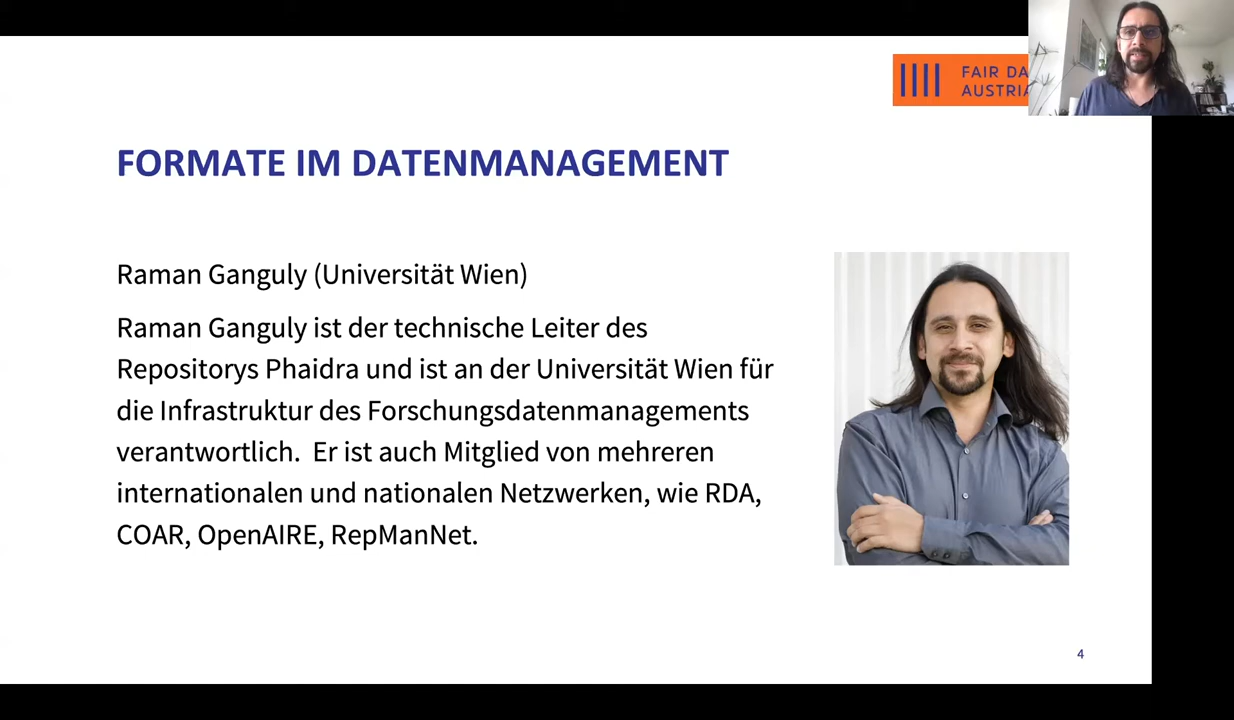 FAIR DA
AUSTRIA
FORMATE IM DATENMANAGEMENT
Raman Ganguly (Universität Wien)
Raman Ganguly ist der technische Leiter des
Repositorys Phaidra und ist an der Universität Wien für
die Infrastruktur des Forschungsdatenmanagements
verantwortlich.  Er ist auch Mitglied von mehreren
internationalen und nationalen Netzwerken, wie RDA,
COAR, OpenAIRE, RepManNet.
4